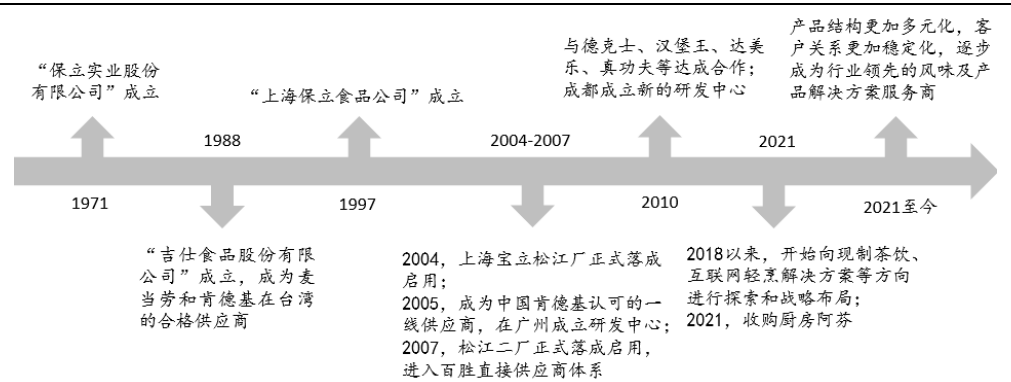 “保立实业股份
有限公司”成立
1971
1988
“吉仕食品股份有限
公司”成立，成为麦
当劳和肯德基在台湾
的合格供应商
“上海保立食品公司”成立
1997
2004-2007
2004，上海宝立松江厂正式落成
启用；
2005，成为中国肯德基认可的一
线供应商，在广州成立研发中心；
2007，松江二厂正式落成启用，
进入百胜直接供应商体系
与德克士、汉堡王、达美
乐、真功夫等达成合作；
成都成立新的研发中心
2010
2021
2018以来，开始向现制茶饮、
互联网轻烹解决方案等方向
进行探索和战略布局；
2021，收购厨房阿芬
产品结构更加多元化，客
户关系更加稳定化，逐步
成为行业领先的风味及产
品解决方案服务商
2021至今